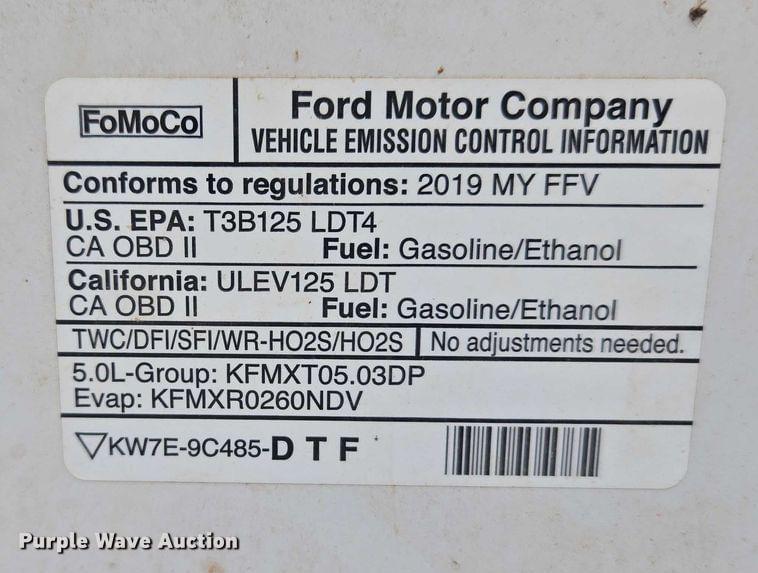 FoMoCo
Ford Motor Company
VEHICLE EMISSION CONTROL INFORMATION
Conforms to regulations: 2019 MY FFV
U.S. EPA: T3B125 LDT4
CA OBD II Fuel: Gasoline/Ethanol
California: ULEV125 LDT
CA OBD II Fuel: Gasoline/Ethanol
TWC/DFI/SFI/WR-HO2S/HO2S No adjustments needed.
5.0L-Group: KFMXT05.03DP
Evap: KFMXR0260NDV
KW7E-9C485-D T F
Purple Wave Auction